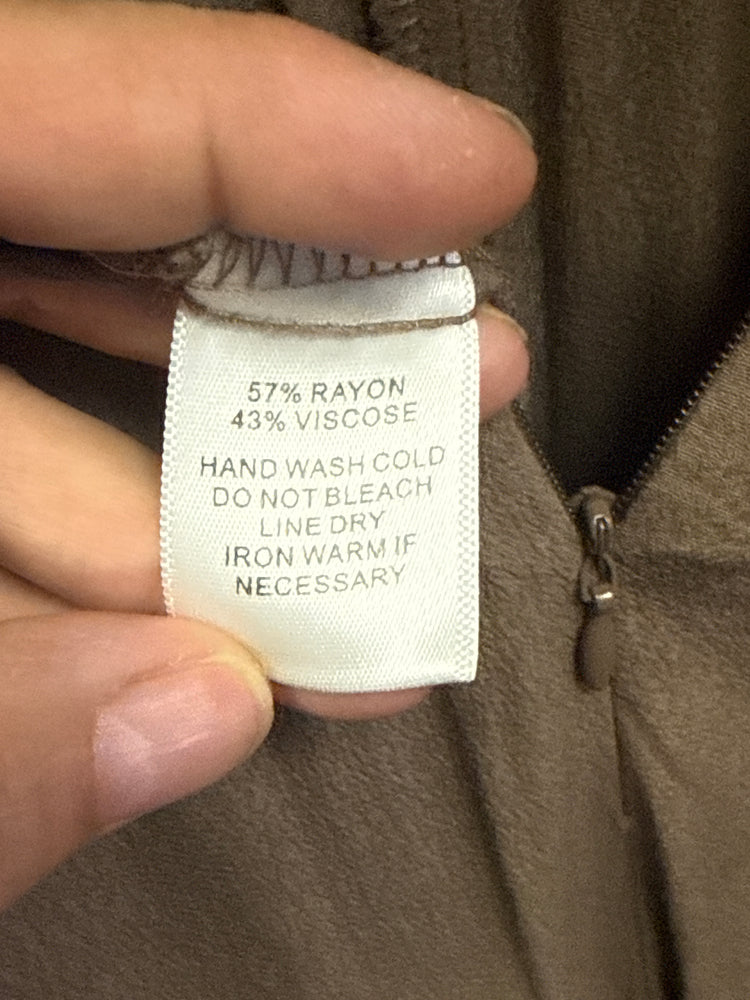 57% RAYON
43% VISCOSE
HAND WASH COLD
DO NOT BLEACH
LINE DRY
IRON WARM IF
NECESSARY